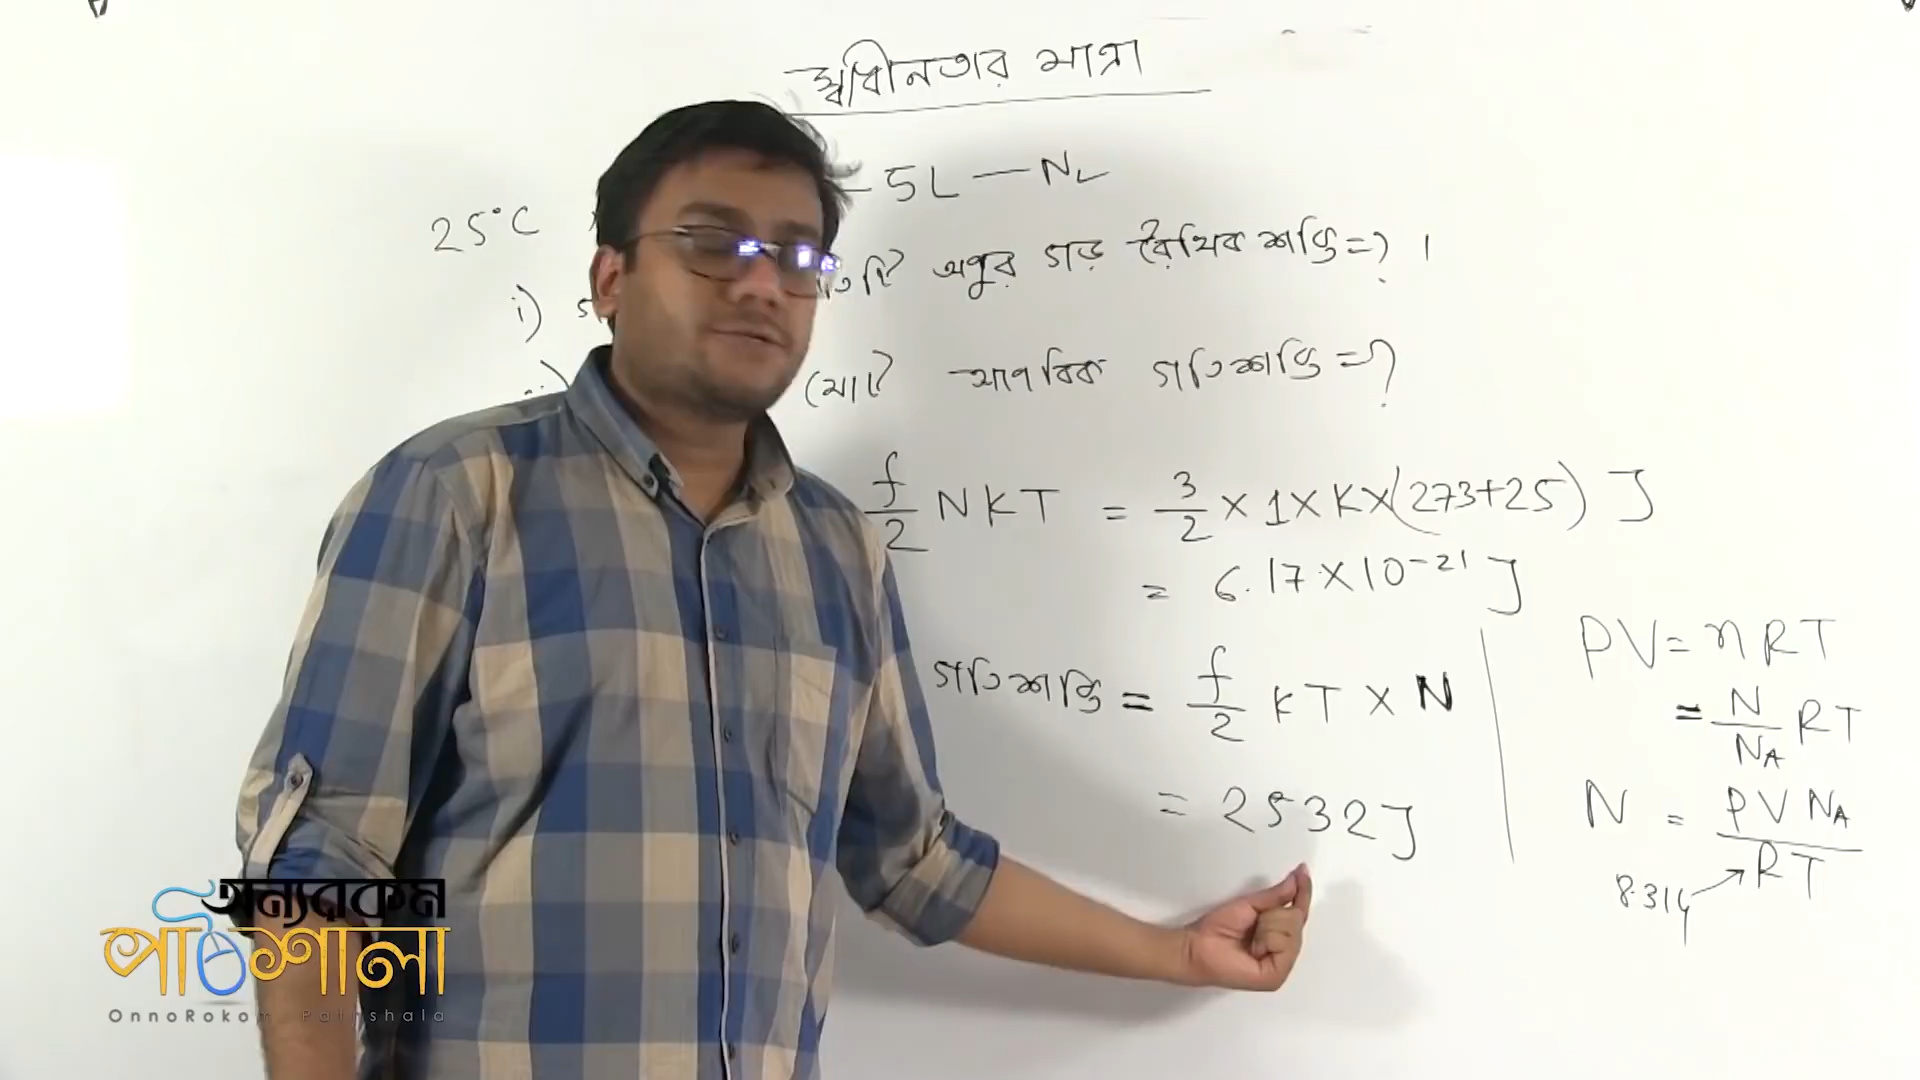 স্বাধীনতার মাত্রা
25°C - 5L - N₂
i) অণুর গড় রৈখিক শক্তি = ? ।
মোট আণবিক গতিশক্তি = ?
f/2 NKT = 3/2 × 1 × K × (273+25) J
= 6.17 × 10⁻²¹ J
গতিশক্তি = f/2 KT × N
= 2532 J
PV = nRT
= N/N_A RT
N = PVN_A/RT
8.314
অন্যরকম
পাঠশালা
OnnoRokom Pathshala